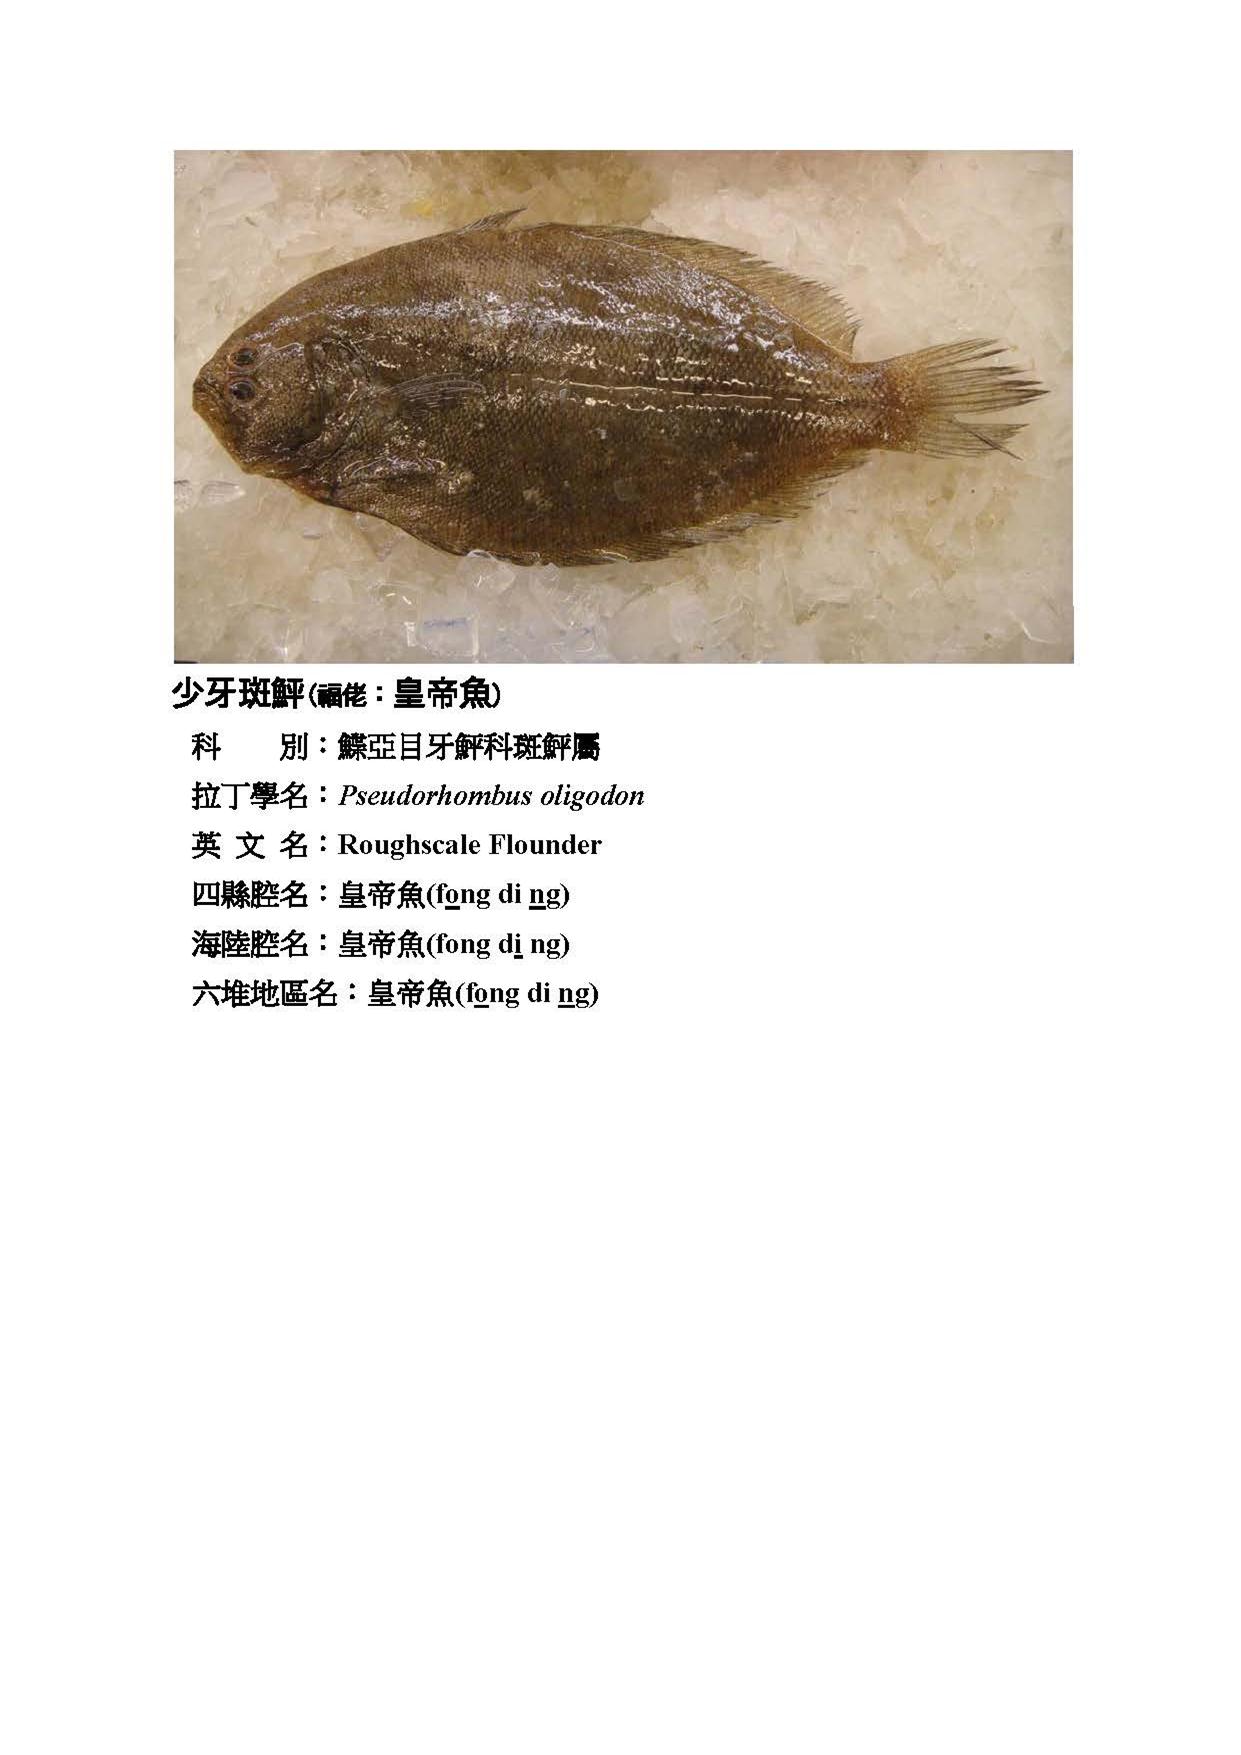 少牙斑鮃(福佬：皇帝魚)
科　　別：鰈亞目牙鮃科斑鮃屬
拉丁學名：Pseudorhombus oligodon
英 文 名：Roughscale Flounder
四縣腔名：皇帝魚(fong di ng)
海陸腔名：皇帝魚(fong di ng)
六堆地區名：皇帝魚(fong di ng)